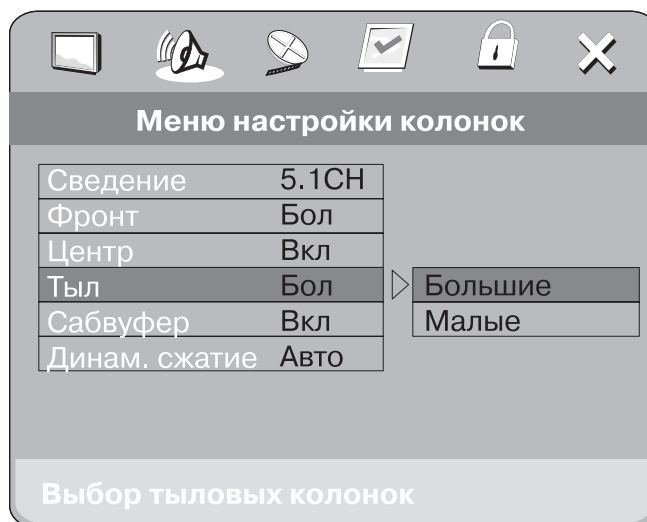 Меню настройки колонок
Сведение 5.1CH
Фронт Бол
Центр Вкл
Тыл Бол Большие
Сабвуфер Вкл Малые
Динам. сжатие Авто
Выбор тыловых колонок